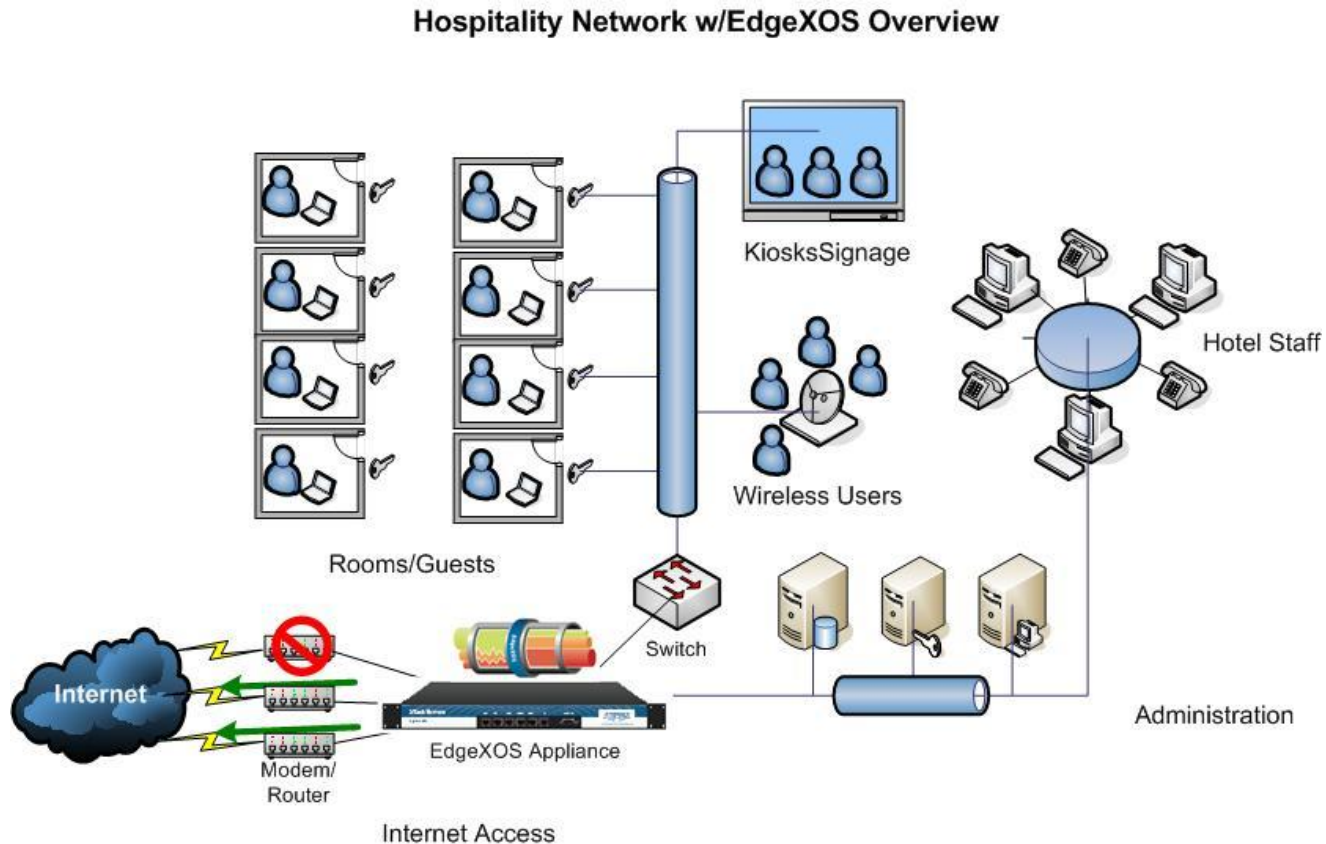 Hospitality Network w/EdgeXOS Overview
KiosksSignage
Hotel Staff
Wireless Users
Rooms/Guests
Switch
Internet
EdgeXOS Appliance
Administration
Modem/
Router
Internet Access